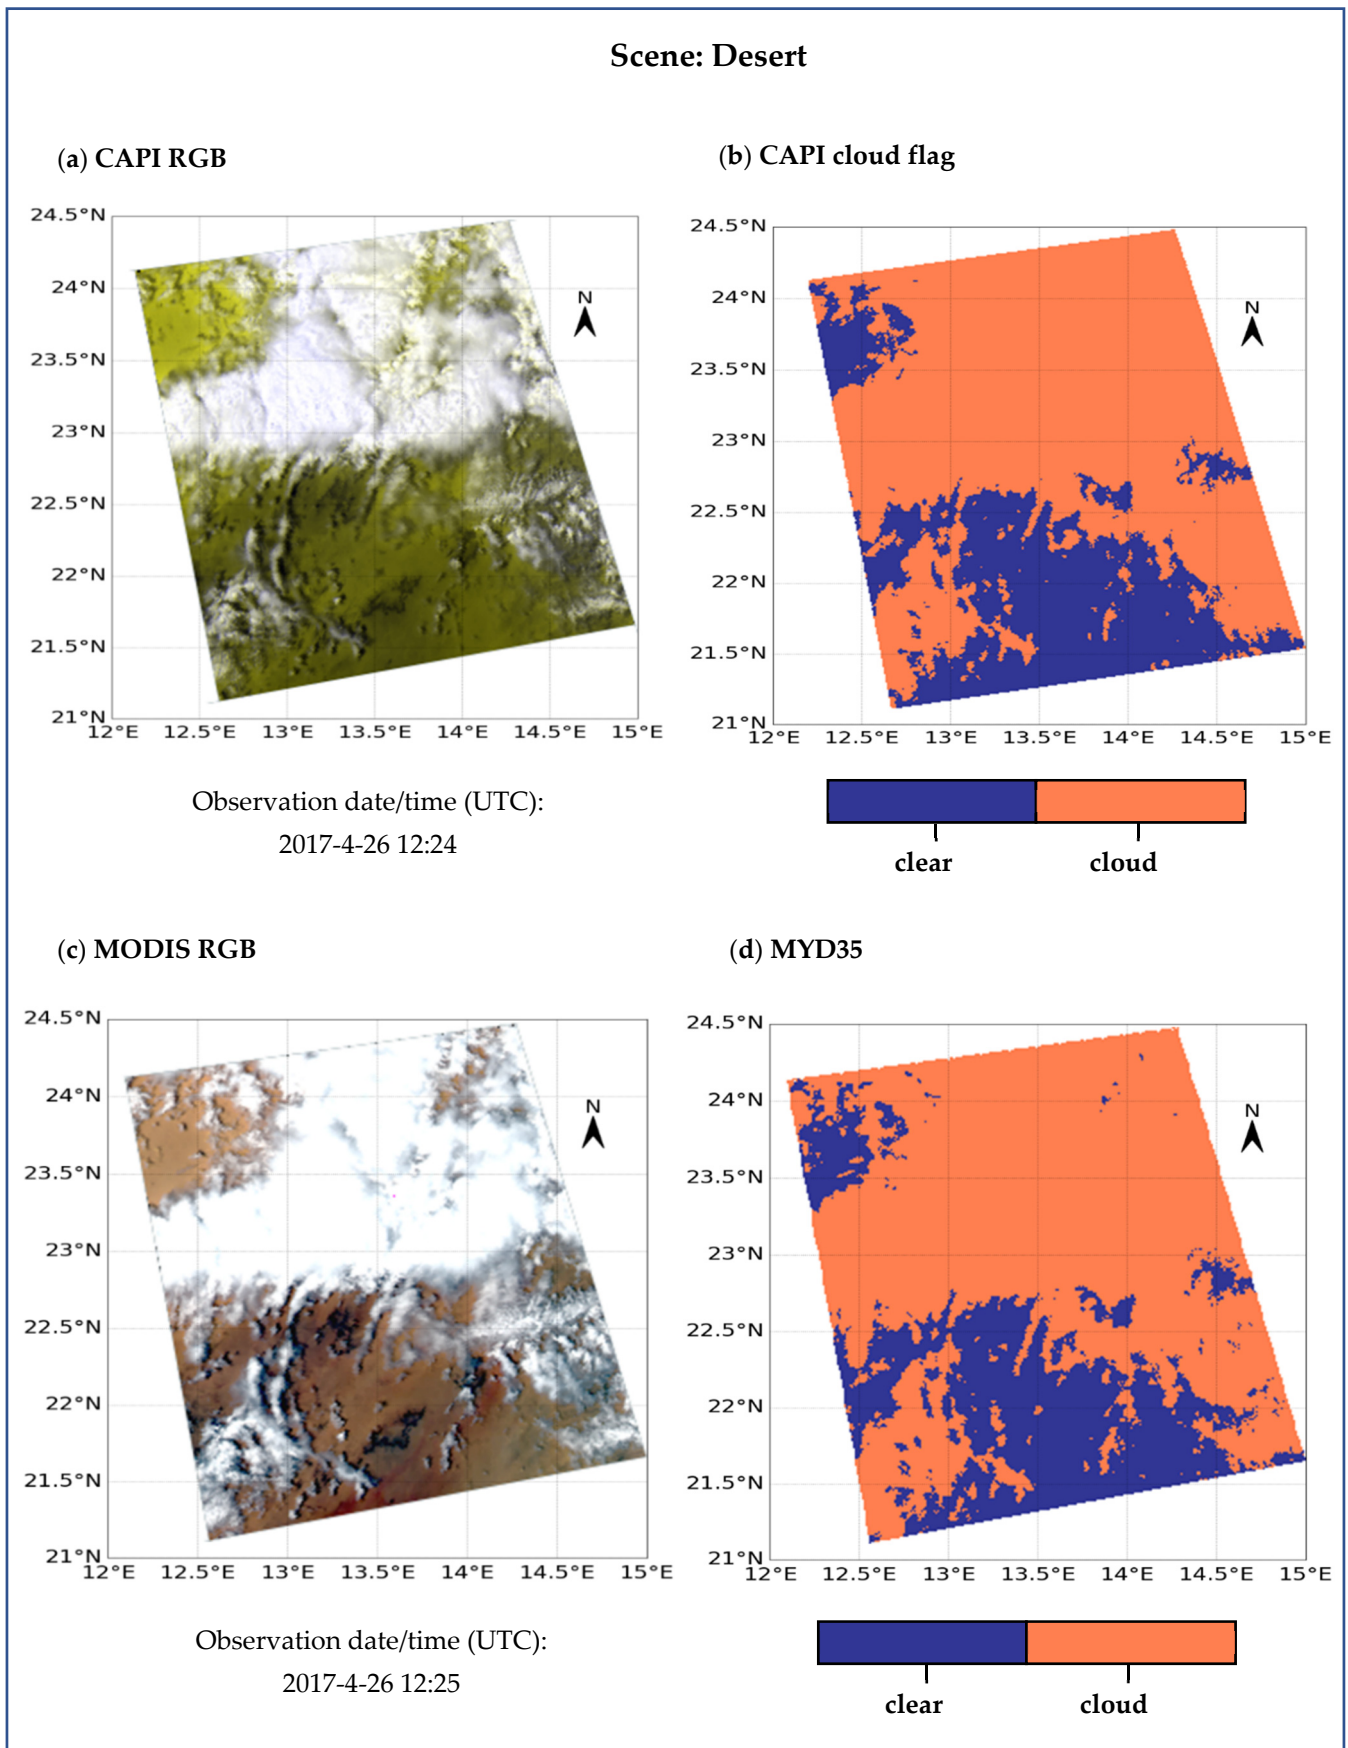 Scene: Desert
(a) CAPI RGB
(b) CAPI cloud flag
24.5°N
24°N
23.5°N
23°N
22.5°N
22°N
21.5°N
21°N
12°E 12.5°E 13°E 13.5°E 14°E 14.5°E 15°E
N
24.5°N
24°N
23.5°N
23°N
22.5°N
22°N
21.5°N
21°N
12°E 12.5°E 13°E 13.5°E 14°E 14.5°E 15°E
N
Observation date/time (UTC):
2017-4-26 12:24
clear cloud
(c) MODIS RGB
(d) MYD35
24.5°N
24°N
23.5°N
23°N
22.5°N
22°N
21.5°N
21°N
12°E 12.5°E 13°E 13.5°E 14°E 14.5°E 15°E
N
24.5°N
24°N
23.5°N
23°N
22.5°N
22°N
21.5°N
21°N
12°E 12.5°E 13°E 13.5°E 14°E 14.5°E 15°E
N
Observation date/time (UTC):
2017-4-26 12:25
clear cloud